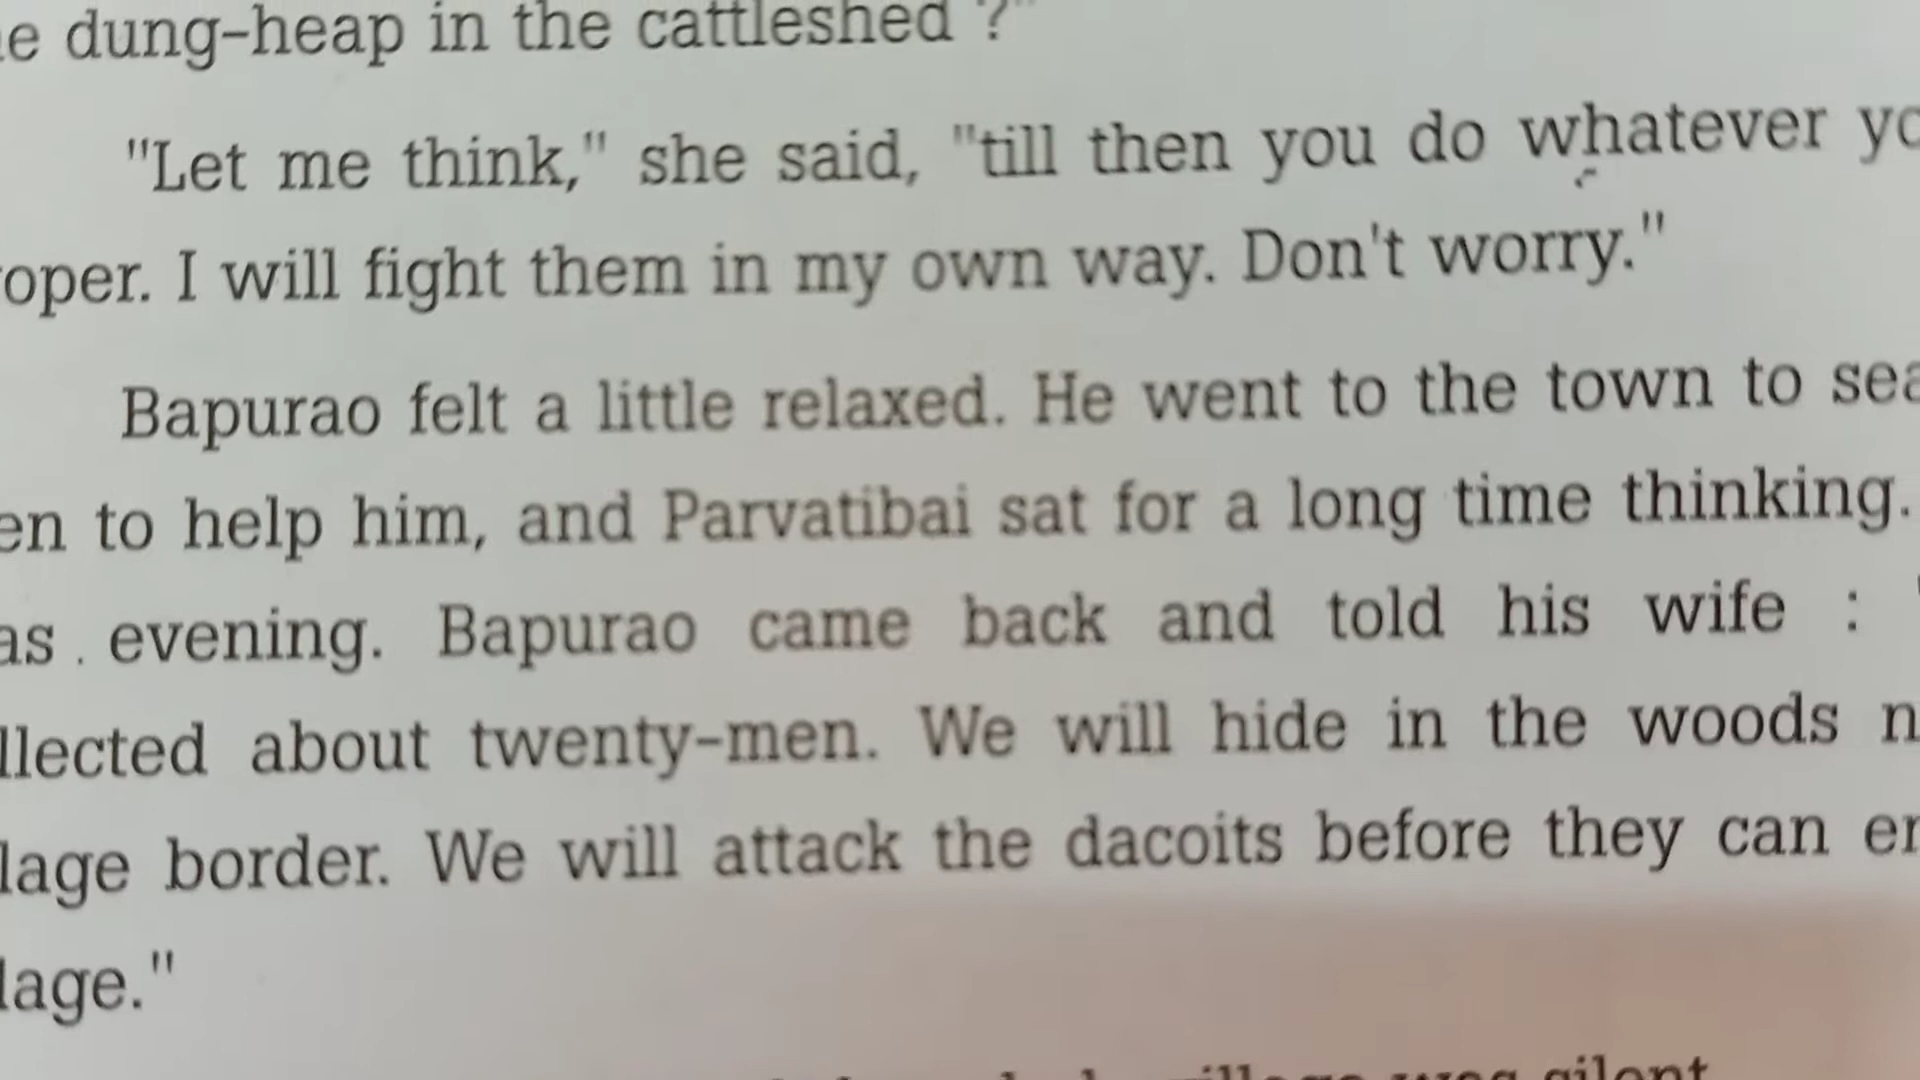 e dung-heap in the cattleshed ?"
"Let me think," she said, "till then you do whatever yo
oper. I will fight them in my own way. Don't worry."
Bapurao felt a little relaxed. He went to the town to sea
en to help him, and Parvatibai sat for a long time thinking.
as . evening. Bapurao came back and told his wife : "
llected about twenty-men. We will hide in the woods n
lage border. We will attack the dacoits before they can en
lage."
village was silent